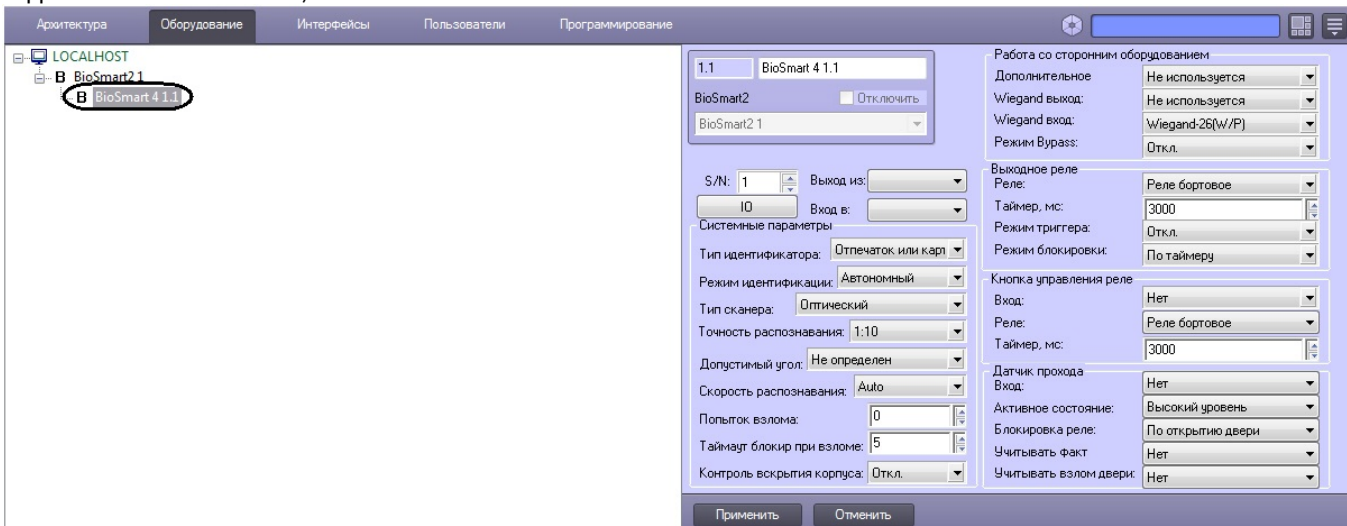 Архитектура Оборудование Интерфейсы Пользователи Программирование
LOCALHOST
B BioSmart2 1
B BioSmart 4 1.1
1.1 BioSmart 4 1.1
BioSmart2 Отключить
BioSmart2 1
S/N: 1 Выход из:
IO Вход в:
Системные параметры
Тип идентификатора: Отпечаток или карт
Режим идентификации: Автономный
Тип сканера: Оптический
Точность распознавания: 1:10
Допустимый угол: Не определен
Скорость распознавания: Auto
Попыток взлома: 0
Таймаут блокир при взломе: 5
Контроль вскрытия корпуса: Откл.
Работа со сторонним оборудованием
Дополнительное Не используется
Wiegand выход: Не используется
Wiegand вход: Wiegand-26(W/P)
Режим Bypass: Откл.
Выходное реле
Реле: Реле бортовое
Таймер, мс: 3000
Режим триггера: Откл.
Режим блокировки: По таймеру
Кнопка управления реле
Вход: Нет
Реле: Реле бортовое
Таймер, мс: 3000
Датчик прохода
Вход: Нет
Активное состояние: Высокий уровень
Блокировка реле: По открытию двери
Учитывать факт Нет
Учитывать взлом двери: Нет
Применить Отменить